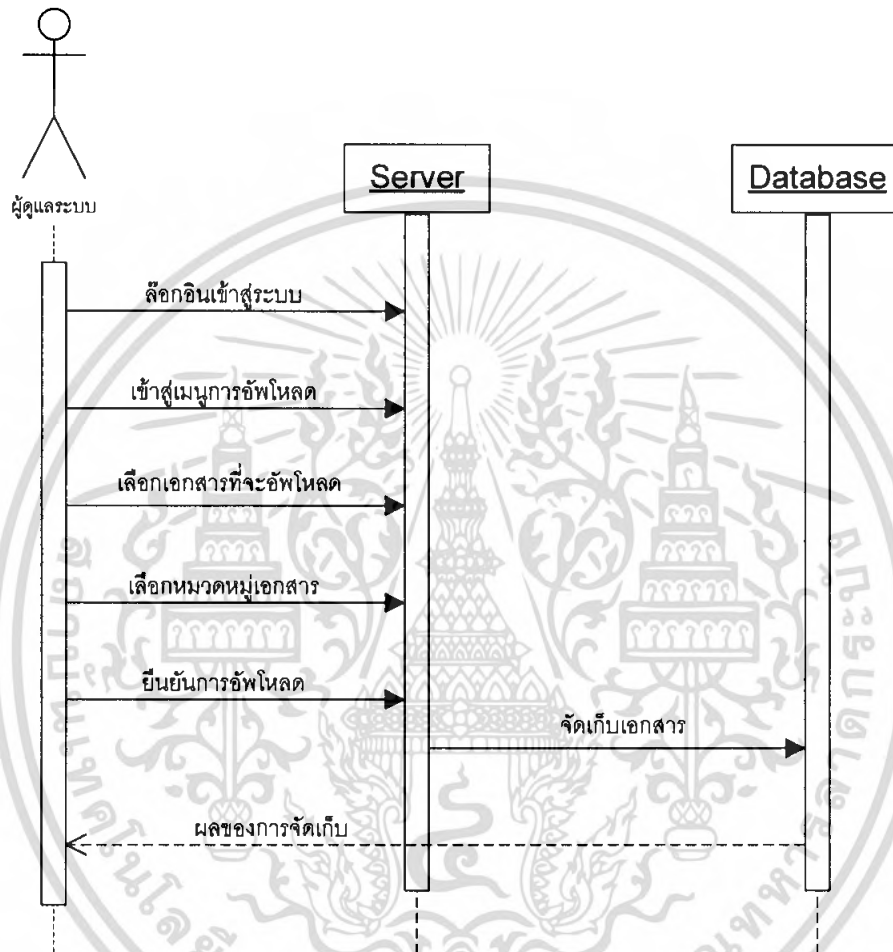 ผู้ดูแลระบบ
Server
Database
ล๊อกอินเข้าสู่ระบบ
เข้าสู่เมนูการอัพโหลด
เลือกเอกสารที่จะอัพโหลด
เลือกหมวดหมู่เอกสาร
ยืนยันการอัพโหลด
จัดเก็บเอกสาร
ผลของการจัดเก็บ